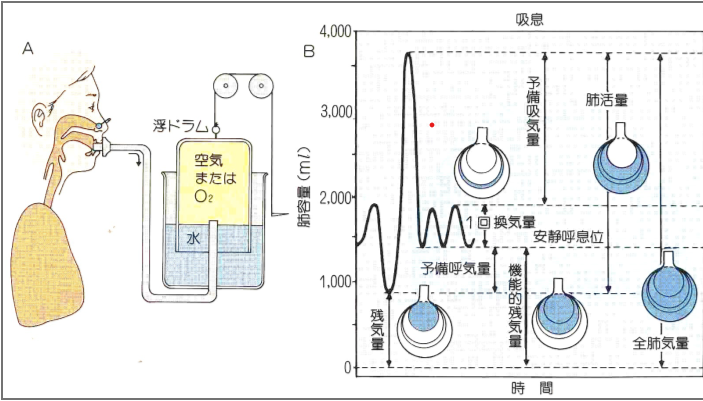 A
浮ドラム
空気
または
O₂
水
B
吸息
肺容量(ml)
4,000
3,000
2,000
1,000
0
予備吸気量
肺活量
1回換気量
安静呼息位
予備呼気量
機能的残気量
残気量
全肺気量
時間